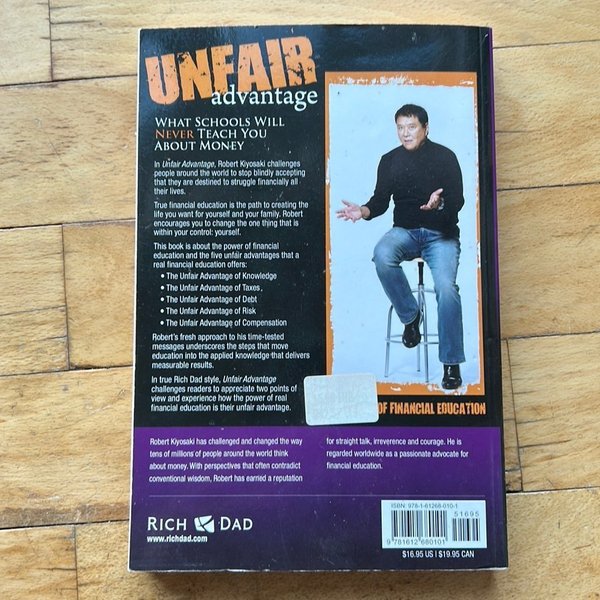 UNFAIR
advantage
WHAT SCHOOLS WILL
NEVER TEACH YOU
ABOUT MONEY
In Unfair Advantage, Robert Kiyosaki challenges
people around the world to stop blindly accepting
that they are destined to struggle financially all
their lives.
True financial education is the path to creating the
life you want for yourself and your family. Robert
encourages you to change the one thing that is
within your control: yourself.
This book is about the power of financial
education and the five unfair advantages that a
real financial education offers:
• The Unfair Advantage of Knowledge
• The Unfair Advantage of Taxes
• The Unfair Advantage of Debt
• The Unfair Advantage of Risk
• The Unfair Advantage of Compensation
Robert's fresh approach to his time-tested
messages underscores the steps that move
education into the applied knowledge that delivers
measurable results.
In true Rich Dad style, Unfair Advantage
challenges readers to appreciate two points of
view and experience how the power of real
financial education is their unfair advantage.
OF FINANCIAL EDUCATION
Robert Kiyosaki has challenged and changed the way
tens of millions of people around the world think
about money. With perspectives that often contradict
conventional wisdom, Robert has earned a reputation
for straight talk, irreverence and courage. He is
regarded worldwide as a passionate advocate for
financial education.
RICH DAD
www.richdad.com
ISBN: 978-1-61268-010-1
51695
9 781612 680101
$16.95 US | $19.95 CAN